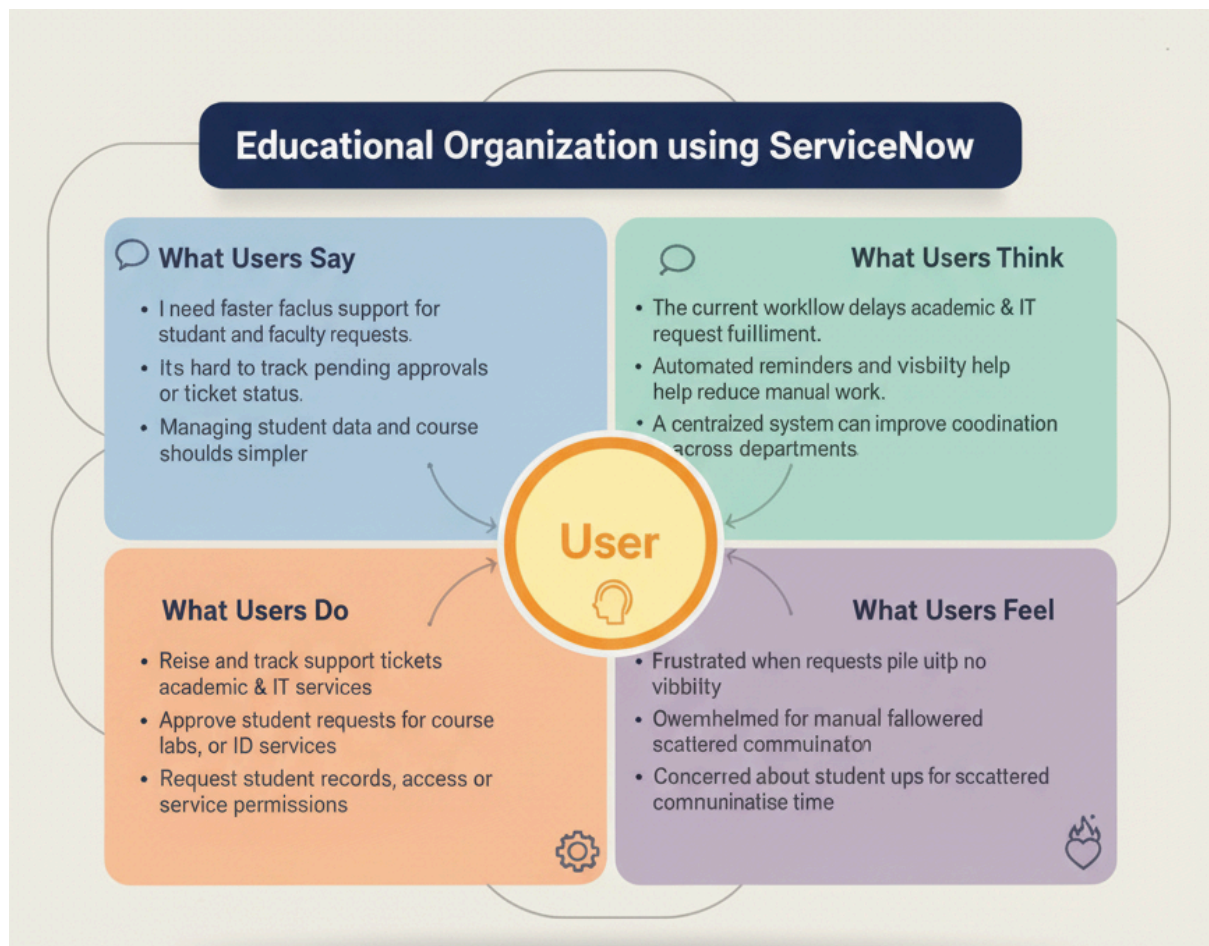 Educational Organization using ServiceNow
What Users Say
• I need faster faclus support for
studant and faculty requests.
• Its hard to track pending approvals
or ticket status.
• Managing student data and course
shoulds simpler
What Users Think
• The current workllow delays academic & IT
request fuilliment.
• Automated reminders and visbiity help
help reduce manual work.
• A centraized system can improve coodination
across departments
User
What Users Do
• Reise and track support tickets
academic & IT services
• Approve student requests for course
labs, or ID services
• Request student records, access or
service permissions
What Users Feel
• Frustrated when requests pile uitp no
vibbilty
• Owemhelmed for manual fallowered
scattered commuinaton
• Concerred about student ups for sccattered
comnuninatise time